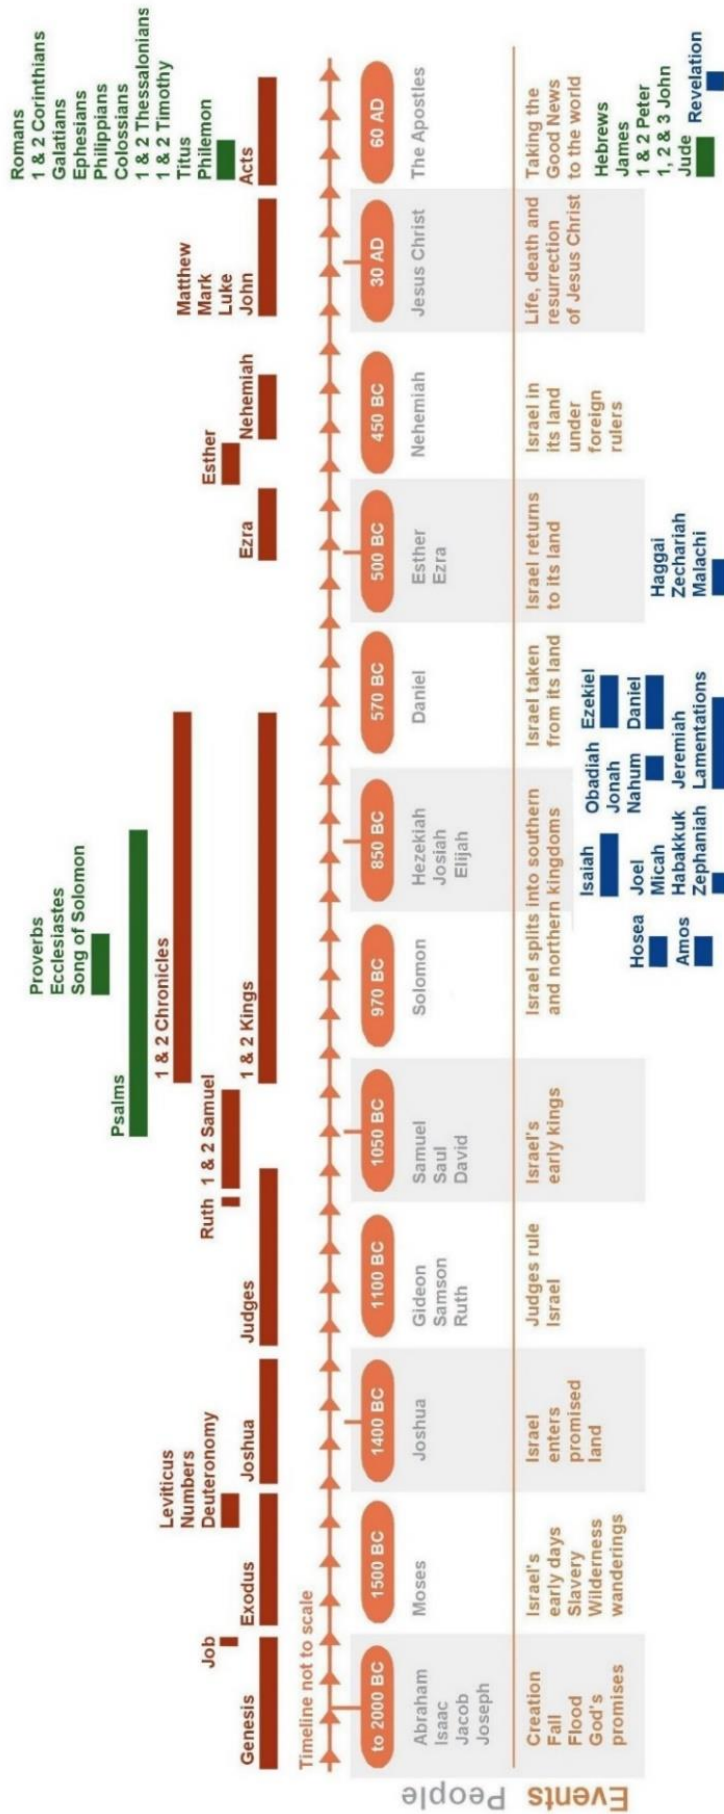 Genesis
Job
Exodus
Leviticus
Numbers
Deuteronomy
Joshua
Judges
Ruth
1 & 2 Samuel
Psalms
1 & 2 Chronicles
1 & 2 Kings
Proverbs
Ecclesiastes
Song of Solomon
Ezra
Esther
Nehemiah
Matthew
Mark
Luke
John
Romans
1 & 2 Corinthians
Galatians
Ephesians
Philippians
Colossians
1 & 2 Thessalonians
1 & 2 Timothy
Titus
Philemon
Acts
Timeline not to scale
to 2000 BC
1500 BC
1400 BC
1100 BC
1050 BC
970 BC
850 BC
570 BC
500 BC
450 BC
30 AD
60 AD
People
Abraham
Isaac
Jacob
Joseph
Moses
Joshua
Gideon
Samson
Ruth
Samuel
Saul
David
Solomon
Hezekiah
Josiah
Elijah
Daniel
Esther
Ezra
Nehemiah
Jesus Christ
The Apostles
Events
Creation
Fall
Flood
God's
promises
Israel's
early days
Slavery
Wilderness
wanderings
Israel
enters
promised
land
Judges rule
Israel
Israel's
early kings
Israel splits into southern
and northern kingdoms
Israel taken
from its land
Israel returns
to its land
Israel in
its land
under
foreign
rulers
Life, death and
resurrection
of Jesus Christ
Taking the
Good News
to the world
Hosea
Amos
Isaiah
Joel
Micah
Habakkuk
Zephaniah
Obadiah
Jonah
Nahum
Ezekiel
Daniel
Jeremiah
Lamentations
Haggai
Zechariah
Malachi
Hebrews
James
1 & 2 Peter
1, 2 & 3 John
Jude
Revelation